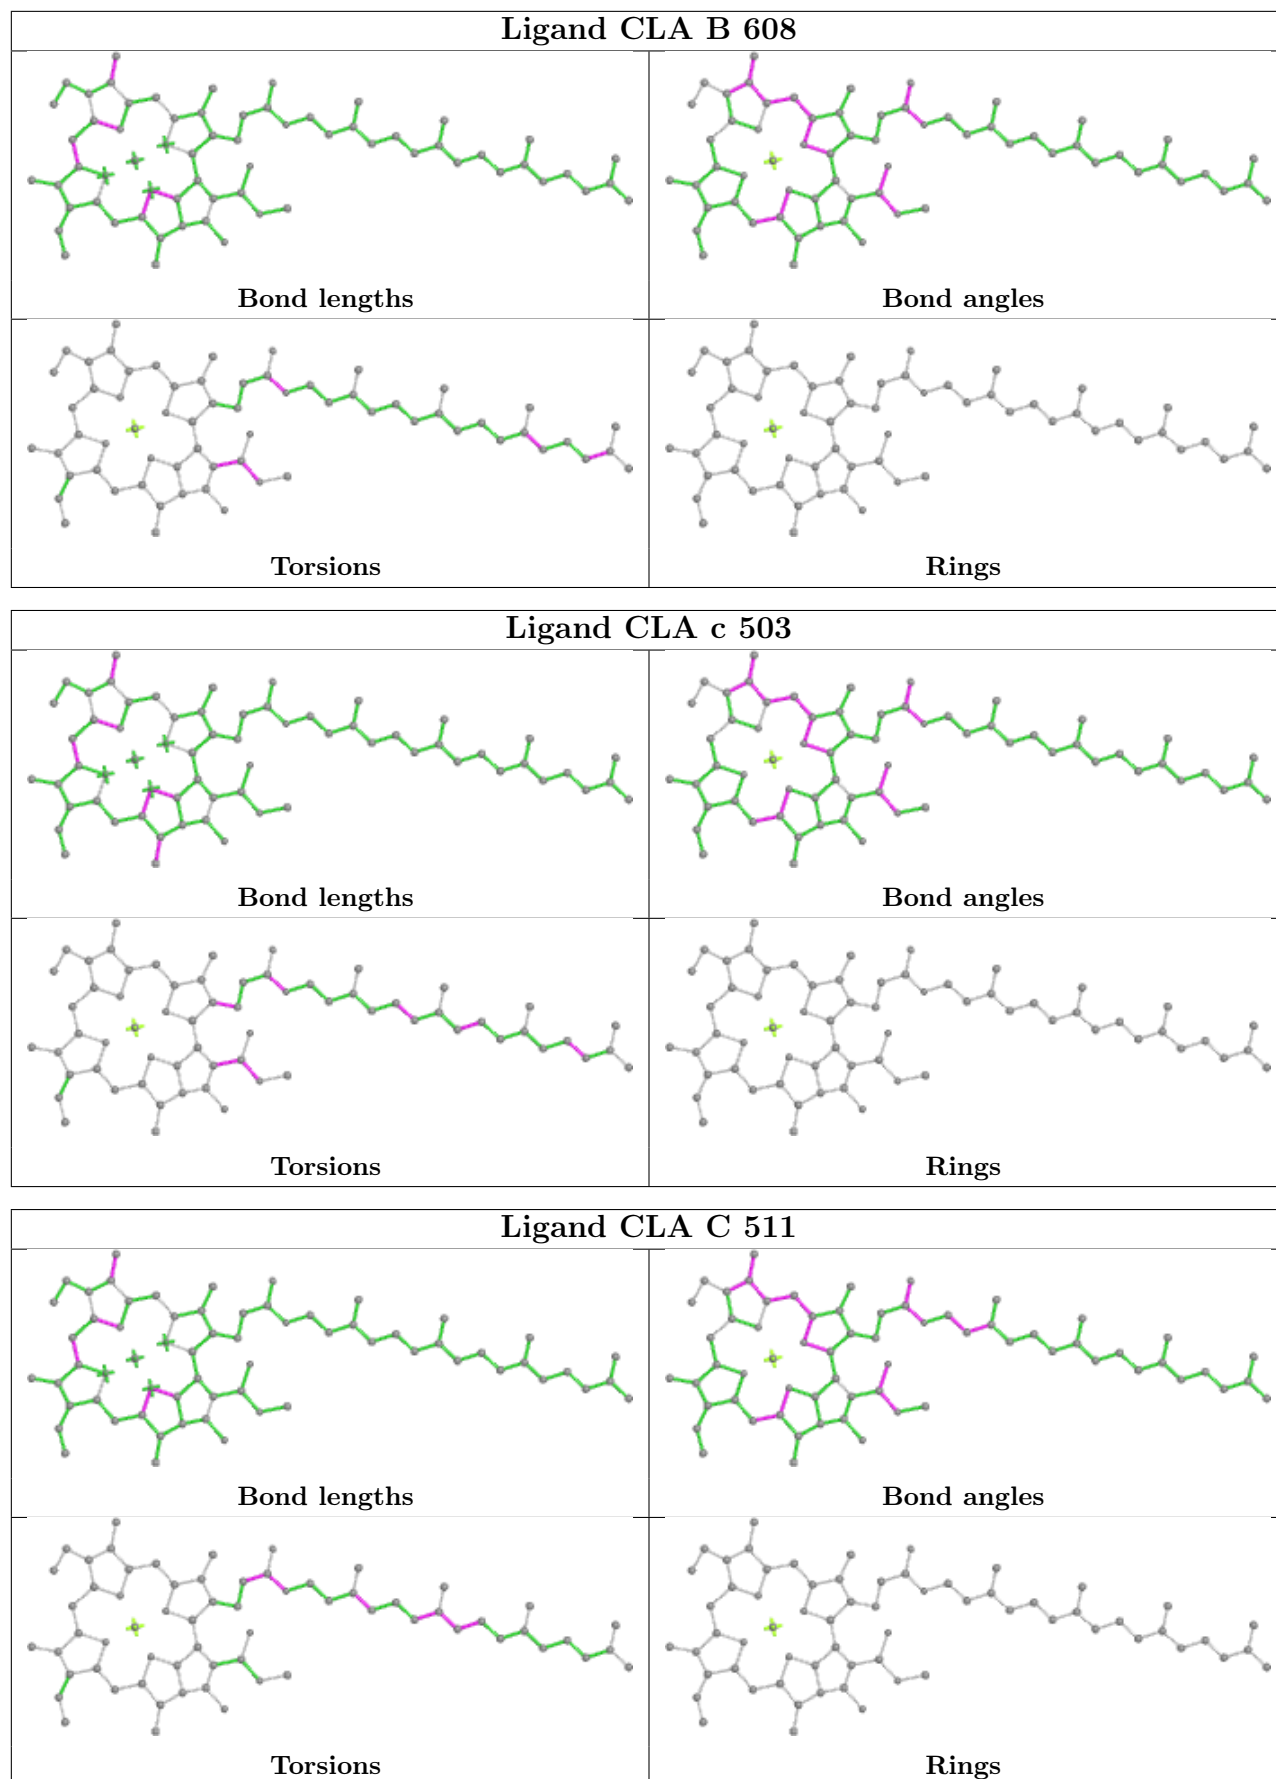 Ligand CLA B 608
Bond lengths
Bond angles
Torsions
Rings
Ligand CLA c 503
Bond lengths
Bond angles
Torsions
Rings
Ligand CLA C 511
Bond lengths
Bond angles
Torsions
Rings